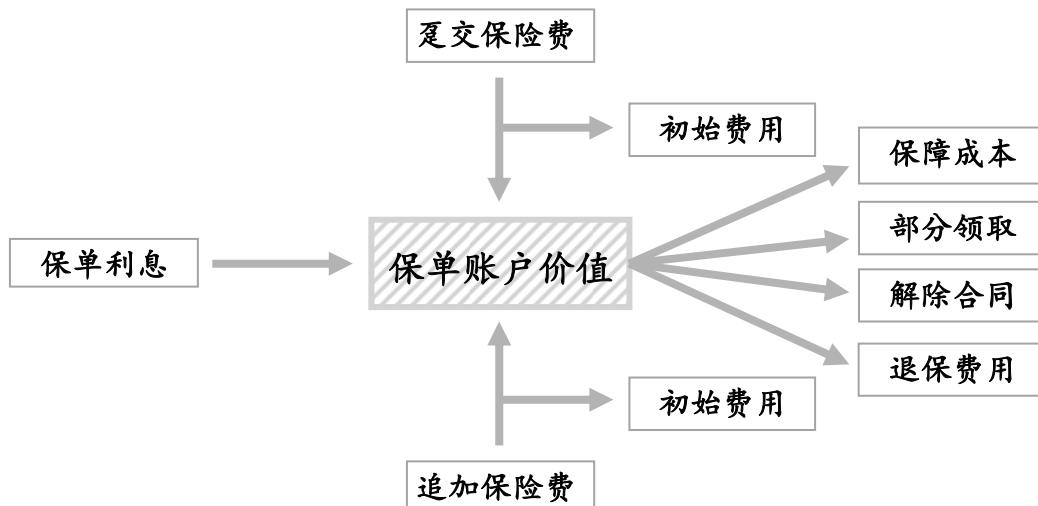 趸交保险费
初始费用
保障成本
部分领取
保单利息
保单账户价值
解除合同
退保费用
初始费用
追加保险费